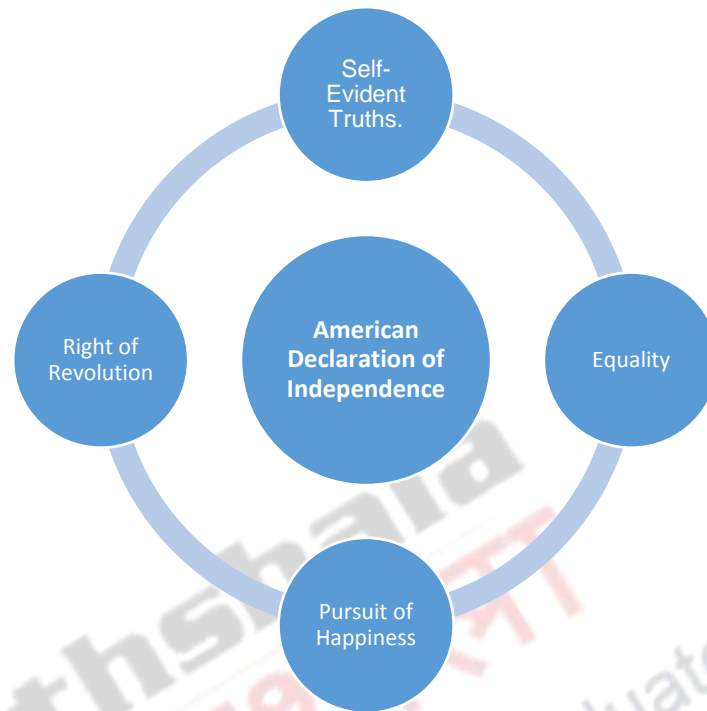 Self-
Evident
Truths.
American
Declaration of
Independence
Right of
Revolution
Equality
Pursuit of
Happiness